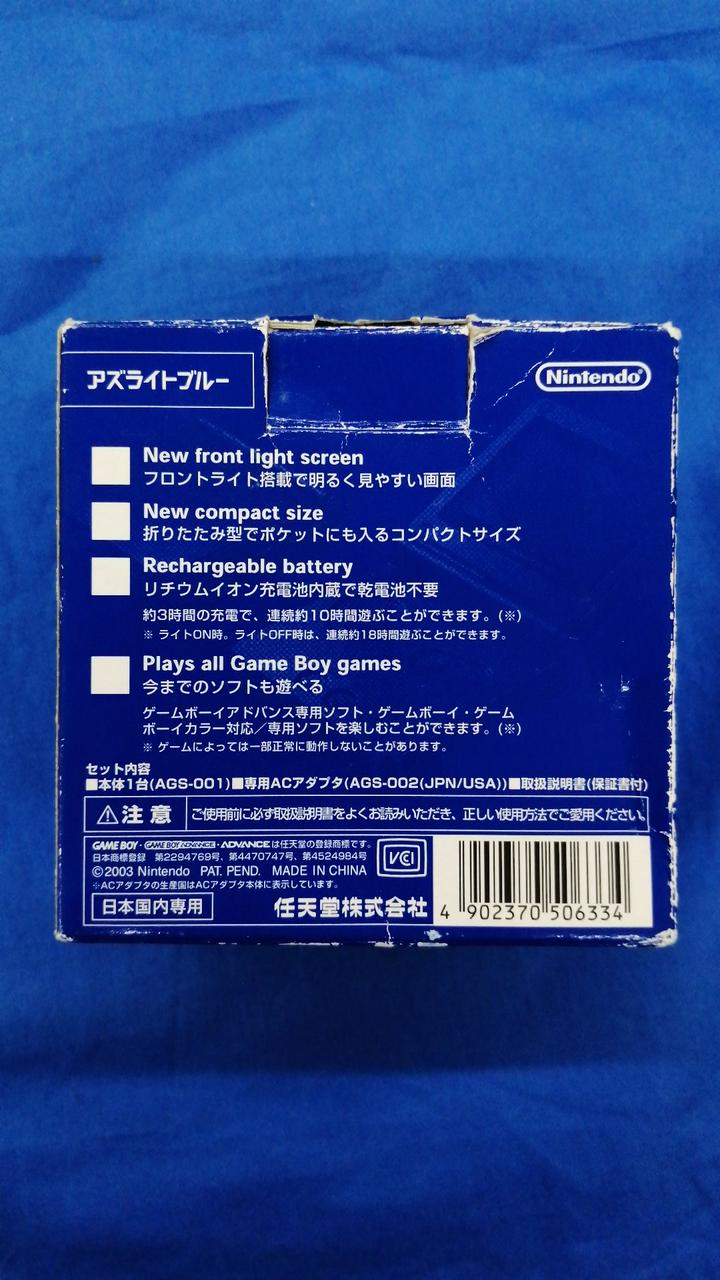 アズライトブルー
Nintendo®
New front light screen
フロントライト搭載で明るく見やすい画面
New compact size
折りたたみ型でポケットにも入るコンパクトサイズ
Rechargeable battery
リチウムイオン充電池内蔵で乾電池不要
約3時間の充電で、連続約10時間遊ぶことができます。(※)
※ ライトON時。ライトOFF時は、連続約18時間遊ぶことができます。
Plays all Game Boy games
今までのソフトも遊べる
ゲームボーイアドバンス専用ソフト・ゲームボーイ・ゲーム
ボーイカラー対応／専用ソフトを楽しむことができます。(※)
※ ゲームによっては一部正常に動作しないことがあります。
セット内容
■本体1台(AGS-001)■専用ACアダプタ(AGS-002(JPN/USA))■取扱説明書(保証書付)
⚠注意 ご使用前に必ず取扱説明書をよくお読みいただき、正しい使用方法でご愛用ください。
GAME BOY・GAME BOY ADVANCE・ADVANCEは任天堂の登録商標です。
日本商標登録 第2294769号、第4470747号、第4524984号
©2003 Nintendo PAT. PEND. MADE IN CHINA
※ACアダプタの生産国はACアダプタ本体に表示しています。
VCI
日本国内専用
任天堂株式会社
4 902370 506334